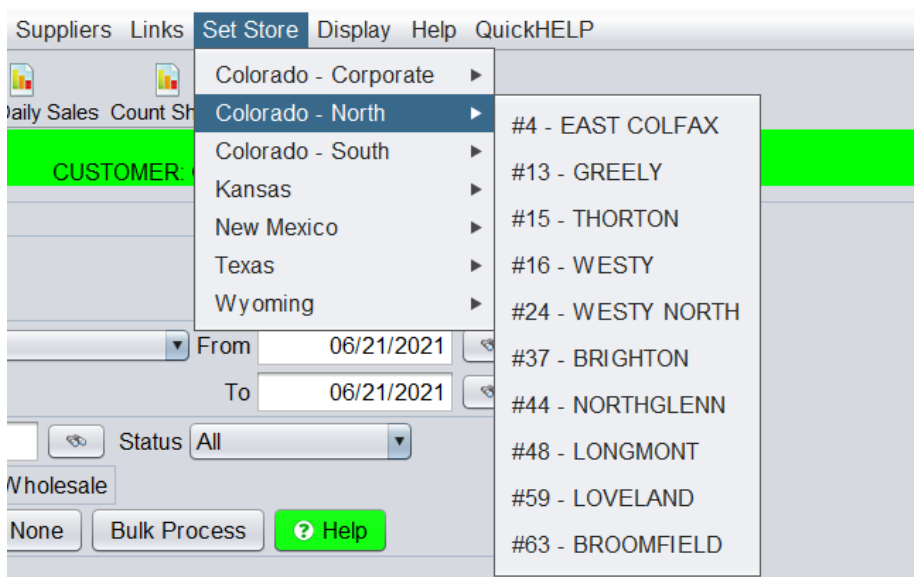 Suppliers Links Set Store Display Help QuickHELP
Daily Sales Count Sh
CUSTOMER:
Colorado - Corporate
Colorado - North
Colorado - South
Kansas
New Mexico
Texas
Wyoming
#4 - EAST COLFAX
#13 - GREELY
#15 - THORTON
#16 - WESTY
#24 - WESTY NORTH
#37 - BRIGHTON
#44 - NORTHGLENN
#48 - LONGMONT
#59 - LOVELAND
#63 - BROOMFIELD
From 06/21/2021
To 06/21/2021
Status All
Wholesale
None Bulk Process ? Help